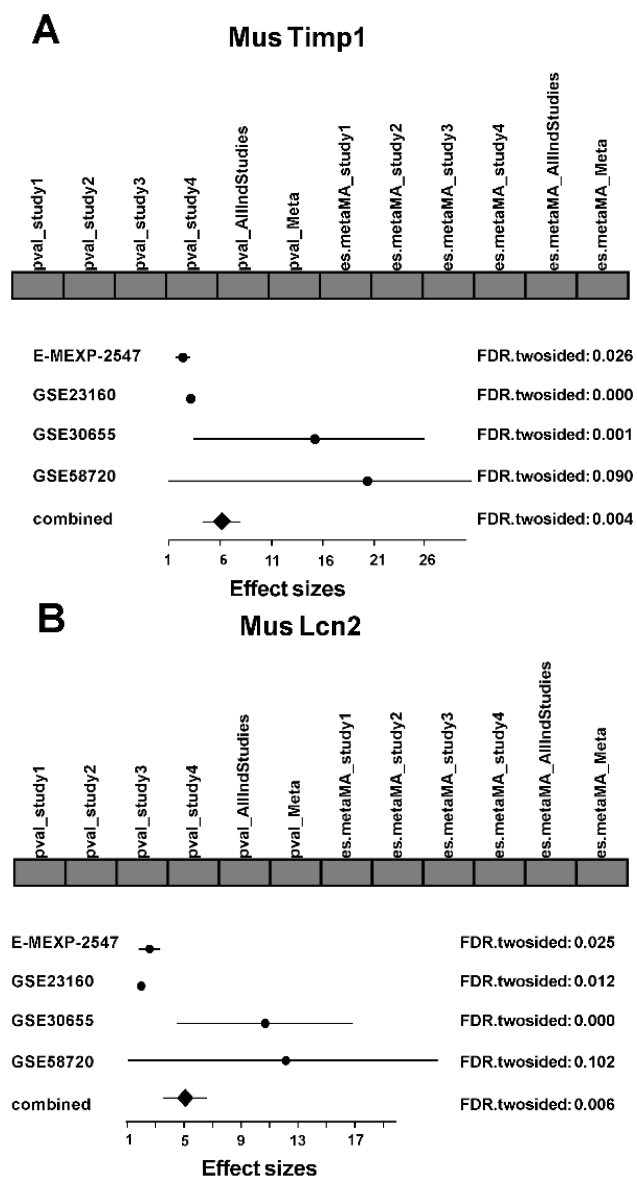 A
Mus Timp1
pval_study1
pval_study2
pval_study3
pval_study4
pval_AllIndStudies
pval_Meta
es.metaMA_study1
es.metaMA_study2
es.metaMA_study3
es.metaMA_study4
es.metaMA_AllIndStudies
es.metaMA_Meta
E-MEXP-2547 FDR.twosided: 0.026
GSE23160 FDR.twosided: 0.000
GSE30655 FDR.twosided: 0.001
GSE58720 FDR.twosided: 0.090
combined FDR.twosided: 0.004
1 6 11 16 21 26
Effect sizes
B
Mus Lcn2
pval_study1
pval_study2
pval_study3
pval_study4
pval_AllIndStudies
pval_Meta
es.metaMA_study1
es.metaMA_study2
es.metaMA_study3
es.metaMA_study4
es.metaMA_AllIndStudies
es.metaMA_Meta
E-MEXP-2547 FDR.twosided: 0.025
GSE23160 FDR.twosided: 0.012
GSE30655 FDR.twosided: 0.000
GSE58720 FDR.twosided: 0.102
combined FDR.twosided: 0.006
1 5 9 13 17
Effect sizes